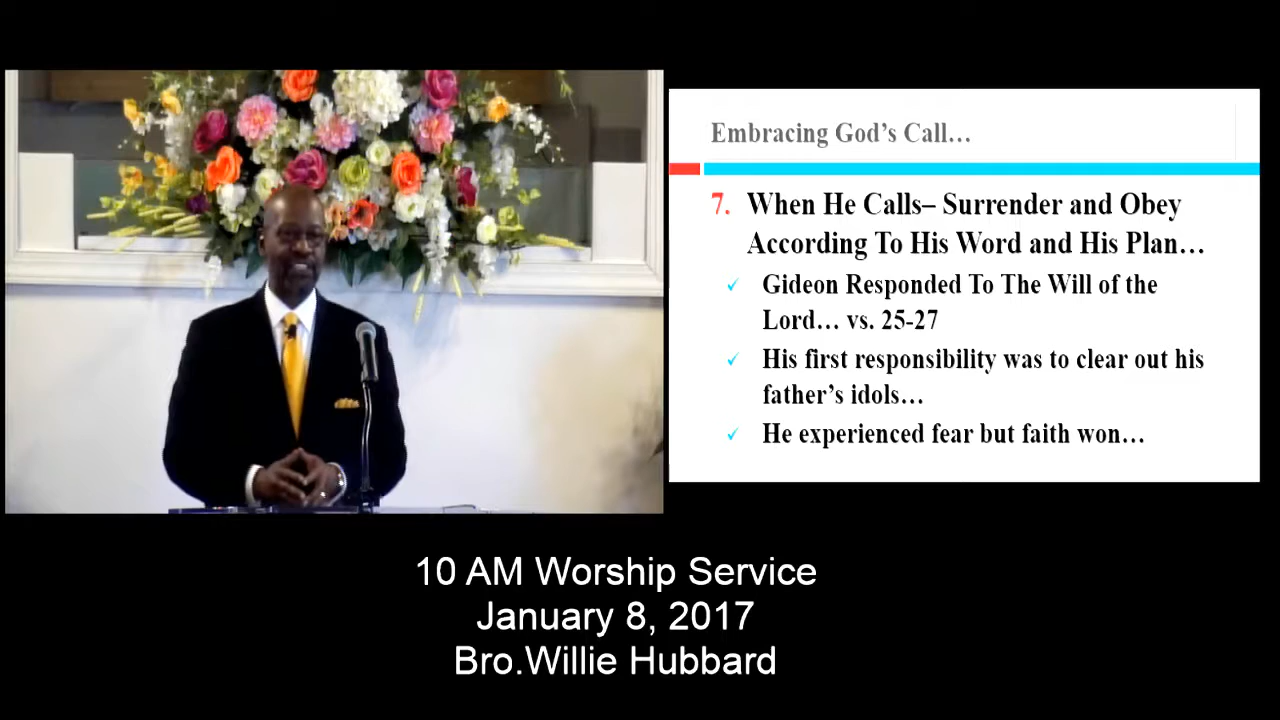 Embracing God's Call…
7. When He Calls– Surrender and Obey
According To His Word and His Plan…
✓ Gideon Responded To The Will of the
Lord… vs. 25-27
✓ His first responsibility was to clear out his
father's idols…
✓ He experienced fear but faith won…
10 AM Worship Service
January 8, 2017
Bro.Willie Hubbard